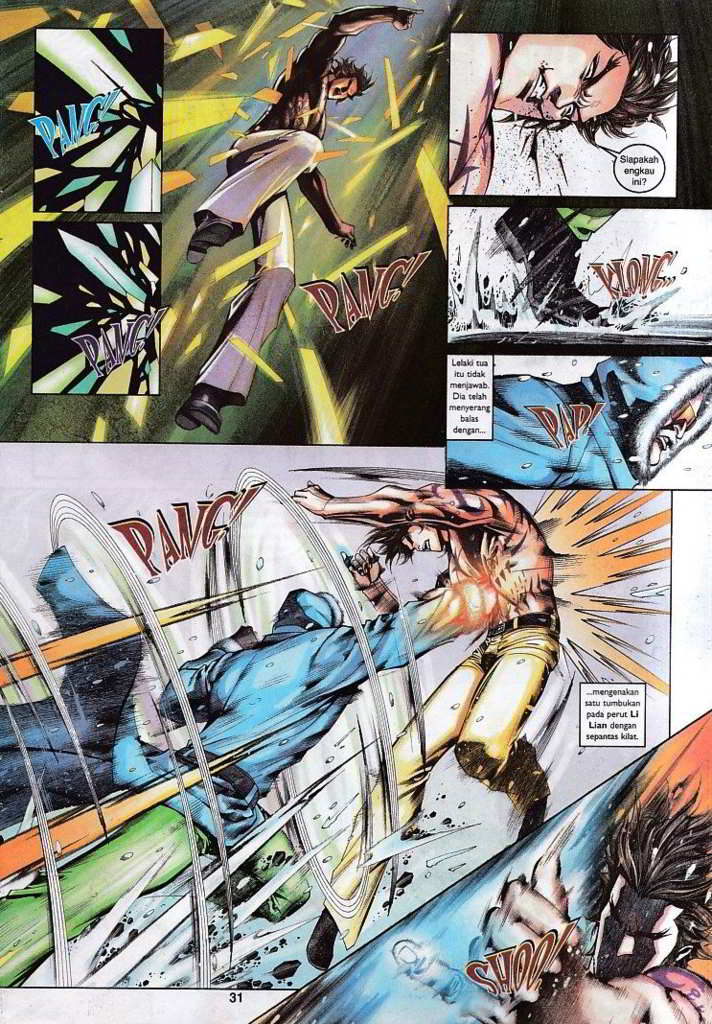 PANG!
PANG!
PANG!
Siapakah
engkau
ini?
KLONG...
Lelaki tua
itu tidak
menjawab.
Dia telah
menyerang
balas
dengan...
PAP!
PANG!
...mengenakan
satu tumbukan
pada perut Li
Lian dengan
sepantas kilat.
SHOO!
31